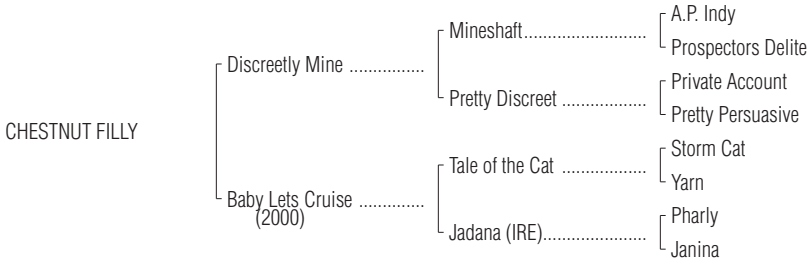 A.P. Indy
Mineshaft..........................
Prospectors Delite
Discreetly Mine ................
Private Account
Pretty Discreet ..................
Pretty Persuasive
CHESTNUT FILLY
Storm Cat
Tale of the Cat ..................
Yarn
Baby Lets Cruise ..............
(2000)
Pharly
Jadana (IRE)......................
Janina